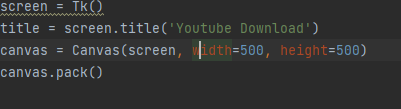 screen = Tk()
title = screen.title('Youtube Download')
canvas = Canvas(screen, width=500, height=500)
canvas.pack()